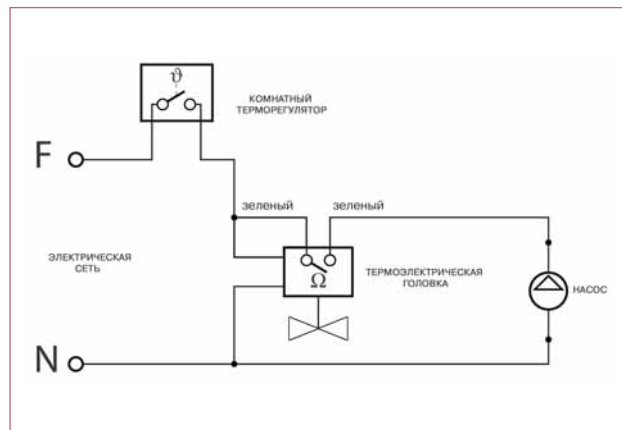 ϑ
КОМНАТНЫЙ
ТЕРМОРЕГУЛЯТОР
F
зеленый
зеленый
ЭЛЕКТРИЧЕСКАЯ
СЕТЬ
Ω
ТЕРМОЭЛЕКТРИЧЕСКАЯ
ГОЛОВКА
НАСОС
N